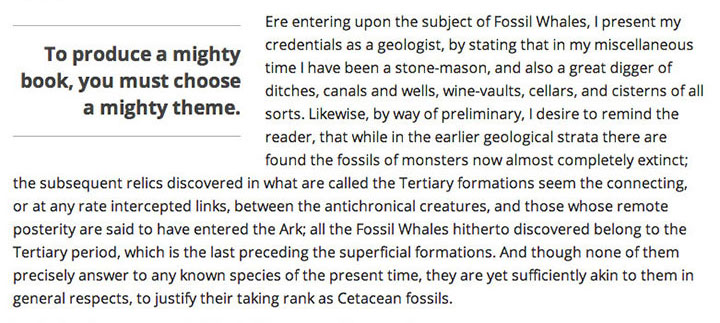 To produce a mighty
book, you must choose
a mighty theme.
Ere entering upon the subject of Fossil Whales, I present my
credentials as a geologist, by stating that in my miscellaneous
time I have been a stone-mason, and also a great digger of
ditches, canals and wells, wine-vaults, cellars, and cisterns of all
sorts. Likewise, by way of preliminary, I desire to remind the
reader, that while in the earlier geological strata there are
found the fossils of monsters now almost completely extinct;
the subsequent relics discovered in what are called the Tertiary formations seem the connecting,
or at any rate intercepted links, between the antichronical creatures, and those whose remote
posterity are said to have entered the Ark; all the Fossil Whales hitherto discovered belong to the
Tertiary period, which is the last preceding the superficial formations. And though none of them
precisely answer to any known species of the present time, they are yet sufficiently akin to them in
general respects, to justify their taking rank as Cetacean fossils.